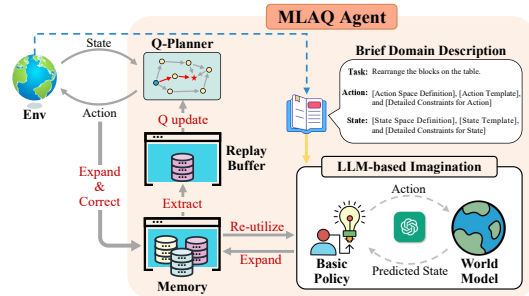 MLAQ Agent
State
Q-Planner
Env
Action
Q update
Expand
&
Correct
Replay
Buffer
Extract
Memory
Re-utilize
Expand
Brief Domain Description
Task: Rearrange the blocks on the table.
Action: [Action Space Definition], [Action Template],
and [Detailed Constraints for Action]
State: [State Space Definition], [State Template],
and [Detailed Constraints for State]
LLM-based Imagination
Action
Basic
Policy
World
Model
Predicted State